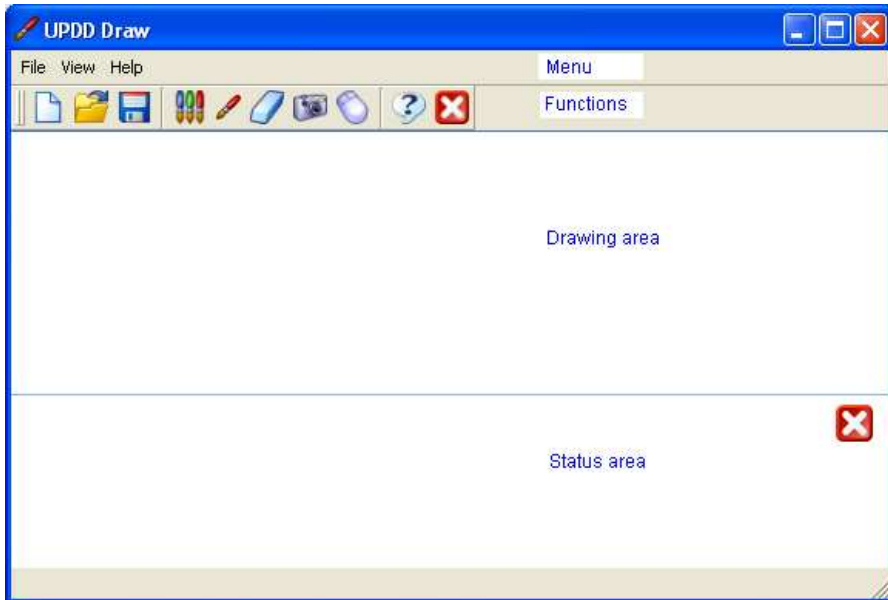 UPDD Draw
File View Help
Menu
Functions
Drawing area
Status area